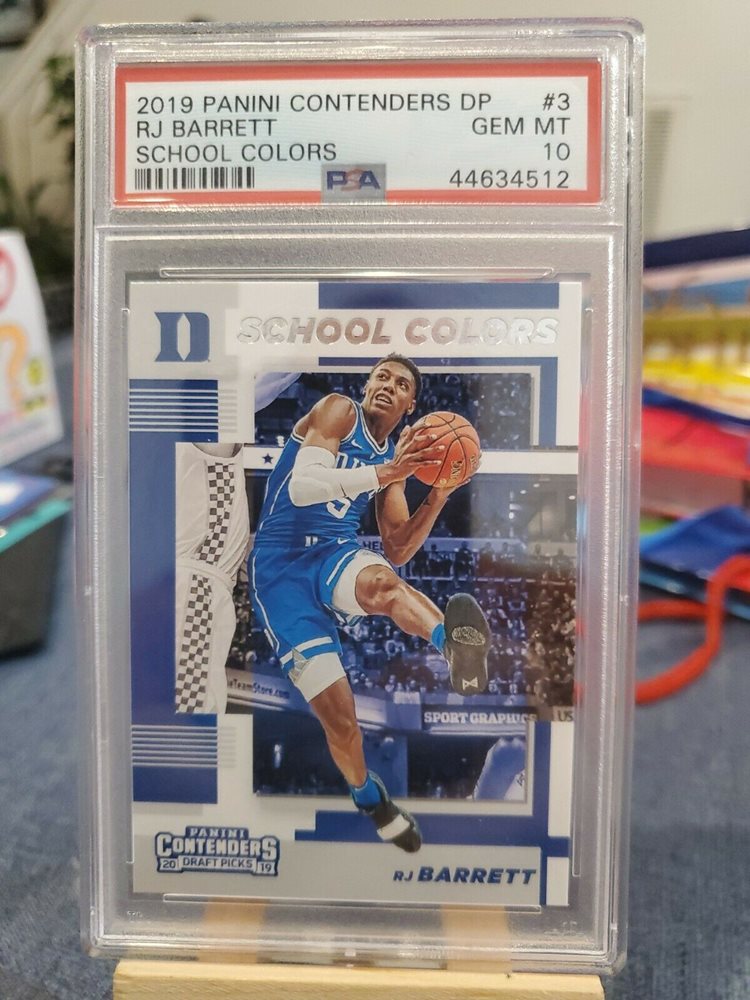 2019 PANINI CONTENDERS DP #3
RJ BARRETT GEM MT
SCHOOL COLORS 10
PSA 44634512
D SCHOOL COLORS
SPORT GRAPHICS
US
PANINI
CONTENDERS
20 DRAFT PICKS 19
RJ BARRETT